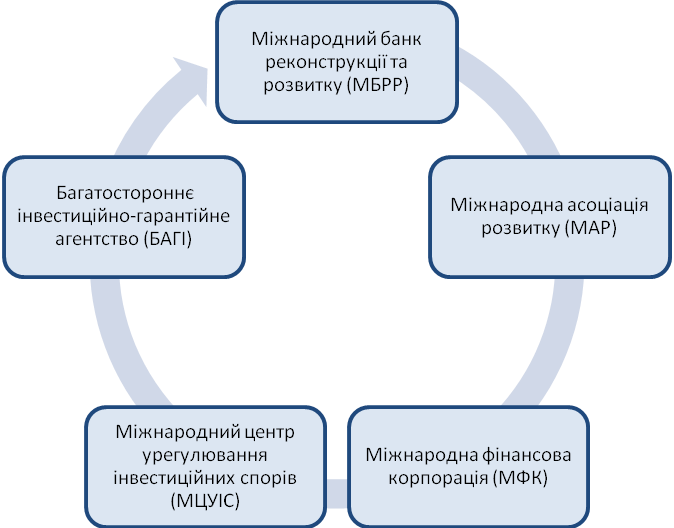 Міжнародний банк
реконструкції та
розвитку (МБРР)
Міжнародна асоціація
розвитку (МАР)
Міжнародна фінансова
корпорація (МФК)
Міжнародний центр
урегулювання
інвестиційних спорів
(МЦУІС)
Багатостороннє
інвестиційно-гарантійне
агентство (БАГІ)